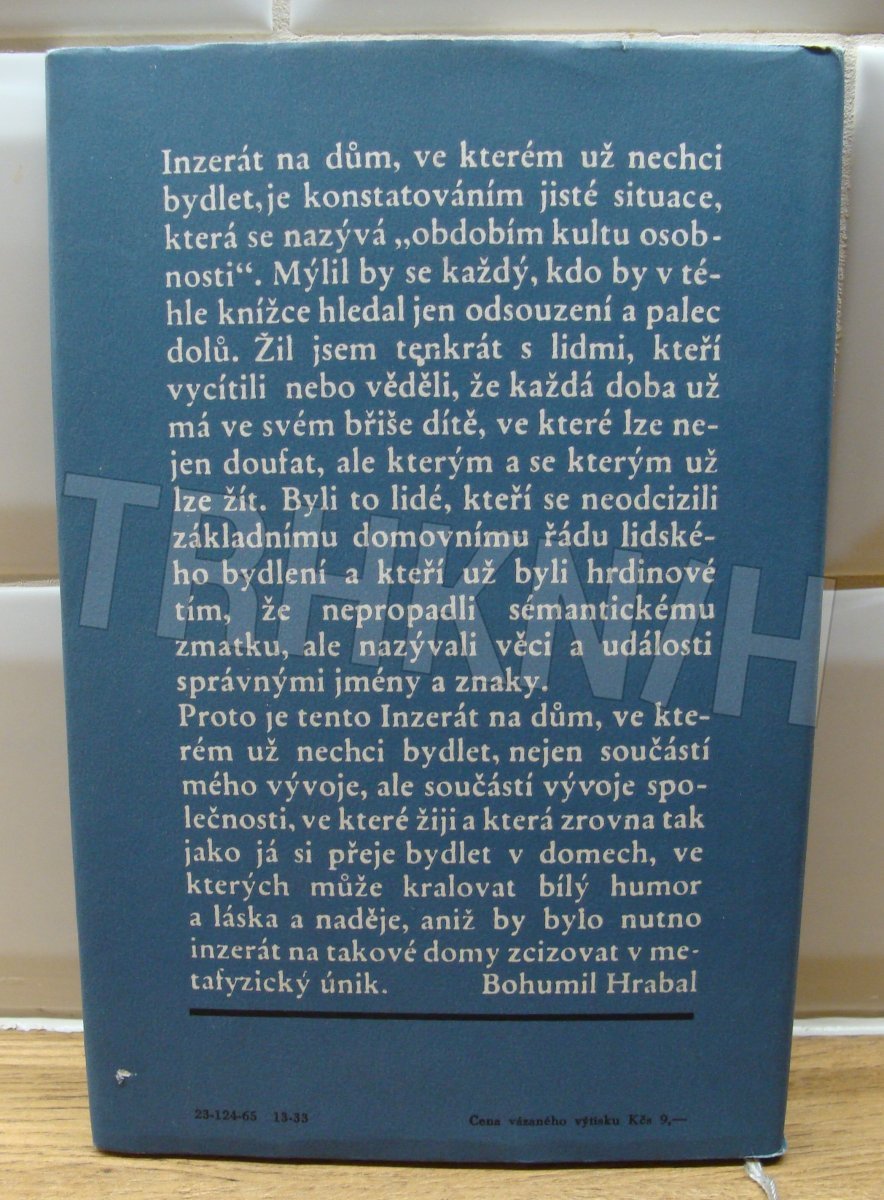 Inzerát na dům, ve kterém už nechci
bydlet, je konstatováním jisté situace,
která se nazývá „obdobím kultu osob-
nosti“. Mýlil by se každý, kdo by v té-
hle knížce hledal jen odsouzení a palec
dolů. Žil jsem tenkrát s lidmi, kteří
vycítili nebo věděli, že každá doba už
má ve svém břiše dítě, ve které lze ne-
jen doufat, ale kterým a se kterým už
lze žít. Byli to lidé, kteří se neodcizili
základnímu domovnímu řádu lidské-
ho bydlení a kteří už byli hrdinové
tím, že nepropadli sémantickému
zmatku, ale nazývali věci a události
správnými jmény a znaky.
Proto je tento Inzerát na dům, ve kte-
rém už nechci bydlet, nejen součástí
mého vývoje, ale součástí vývoje spo-
lečnosti, ve které žiji a která zrovna tak
jako já si přeje bydlet v domech, ve
kterých může kralovat bílý humor
a láska a naděje, aniž by bylo nutno
inzerát na takové domy zcizovat v me-
tafyzický únik. Bohumil Hrabal
23-124-65 13-33 Cena vázaného výtisku Kčs 9,—
TRHKNIH